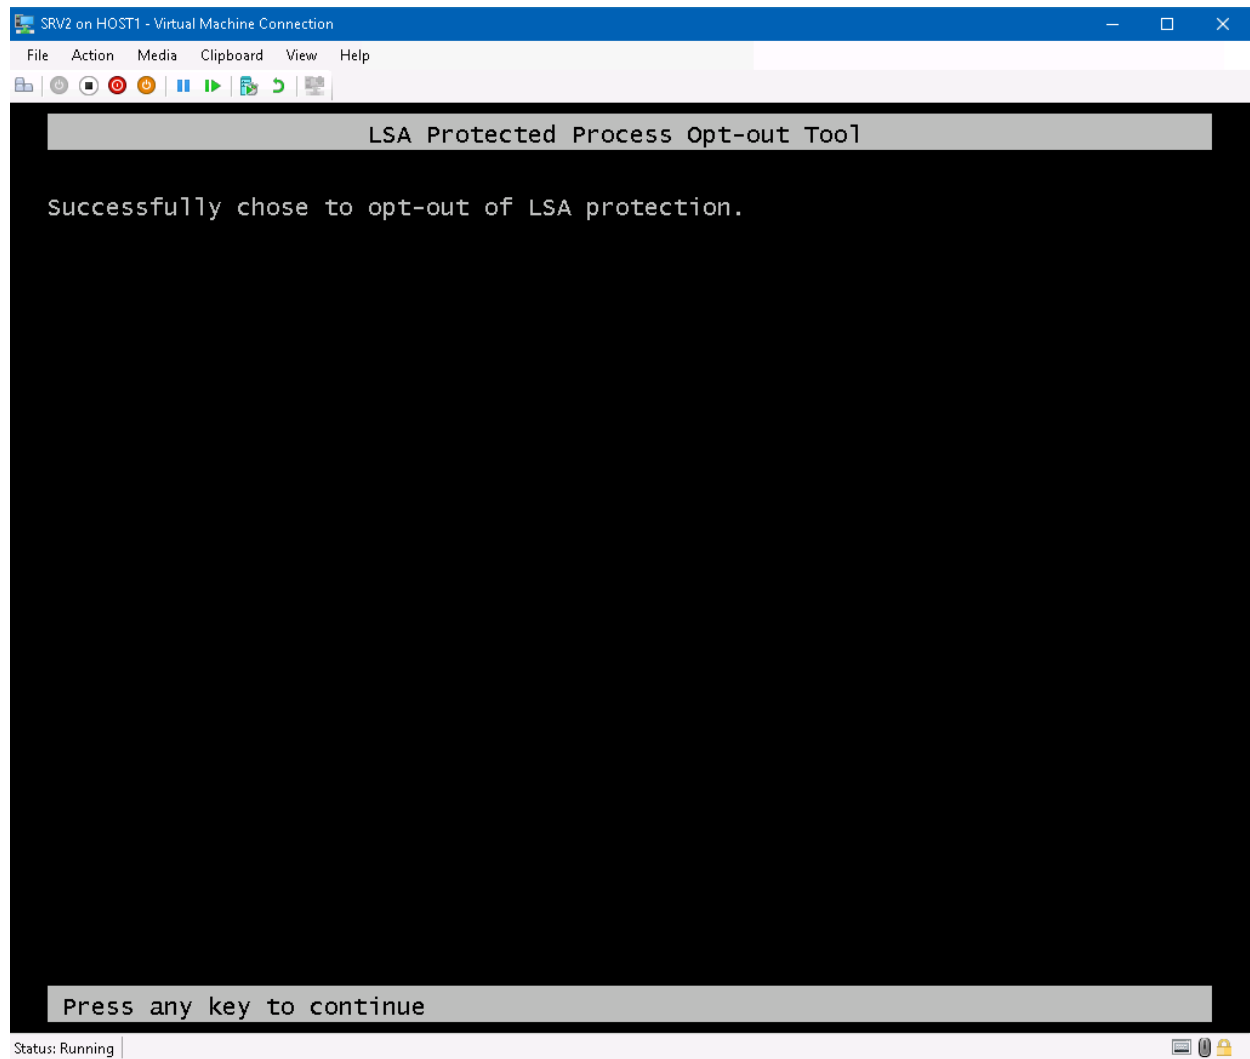 SRV2 on HOST1 - Virtual Machine Connection
File Action Media Clipboard View Help
LSA Protected Process Opt-out Tool
Successfully chose to opt-out of LSA protection.
Press any key to continue
Status: Running